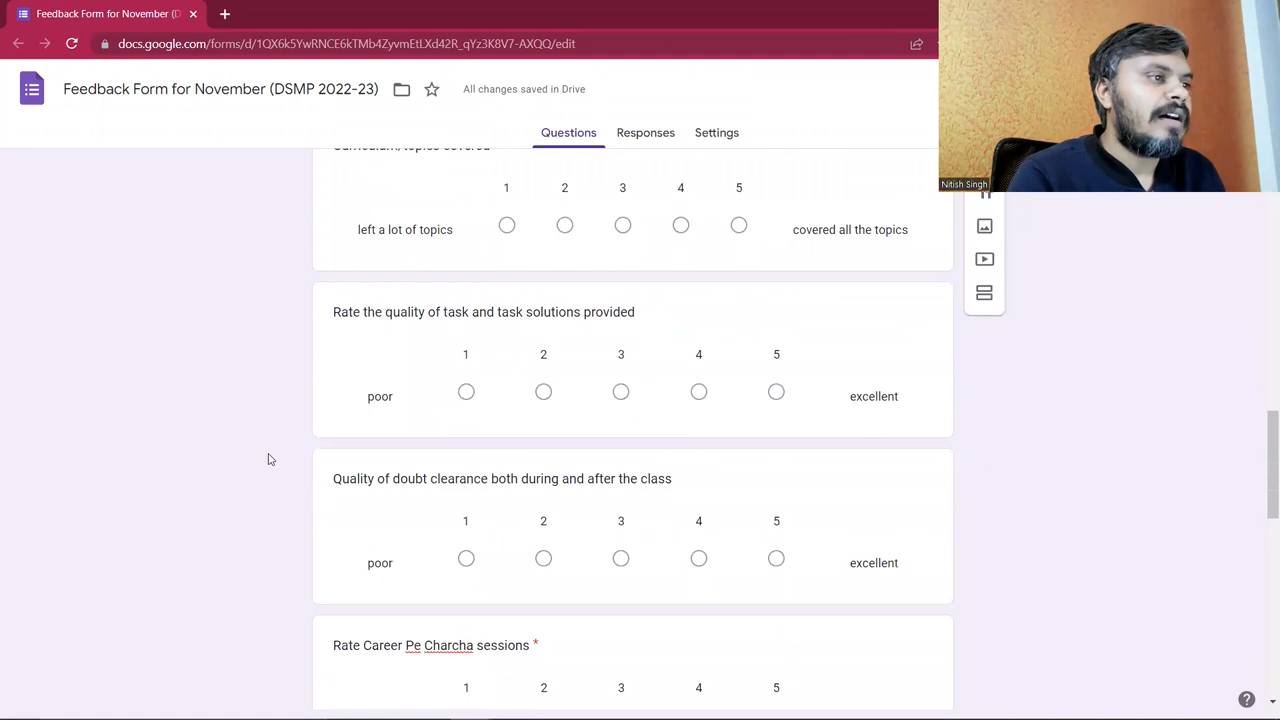 Feedback Form for November (D
docs.google.com/forms/d/1QX6k5YwRNCE6kTMb4ZyvmEtLXd42R_qYz3K8V7-AXQQ/edit
Feedback Form for November (DSMP 2022-23)
All changes saved in Drive
Questions Responses Settings
Nitish Singh
Curriculum/topics covered
1 2 3 4 5
left a lot of topics covered all the topics
Rate the quality of task and task solutions provided
1 2 3 4 5
poor excellent
Quality of doubt clearance both during and after the class
1 2 3 4 5
poor excellent
Rate Career Pe Charcha sessions *
1 2 3 4 5